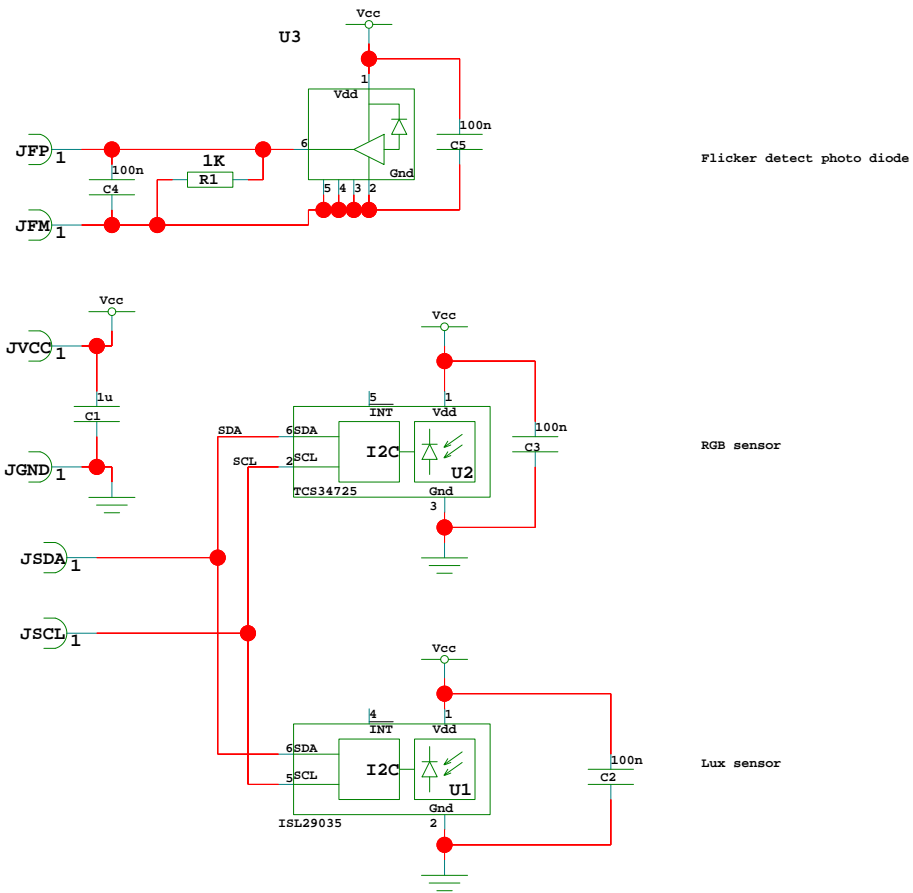 Vcc
U3
1
Vdd
JFP 1
6
100n
C5
Flicker detect photo diode
100n
C4
1K
R1
Gnd
5 4 3 2
JFM 1
Vcc
Vcc
JVCC 1
1u
C1
5
INT
1
Vdd
SDA
6 SDA
100n
C3
RGB sensor
I2C
SCL
2 SCL
U2
JGND 1
TCS34725
Gnd
3
JSDA 1
JSCL 1
Vcc
4
INT
1
Vdd
6 SDA
100n
C2
Lux sensor
I2C
5 SCL
U1
Gnd
ISL29035
2